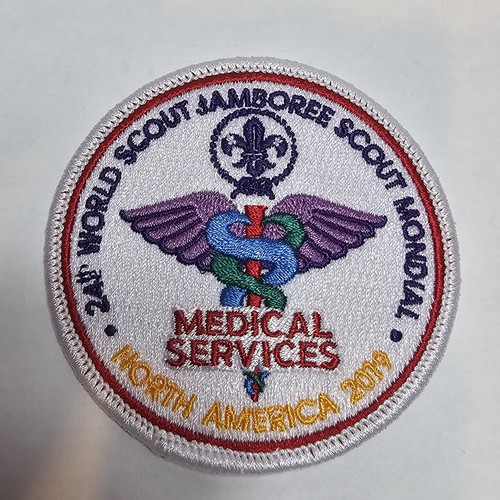 24th WORLD SCOUT JAMBOREE SCOUT MONDIAL
MEDICAL
SERVICES
NORTH AMERICA 2019